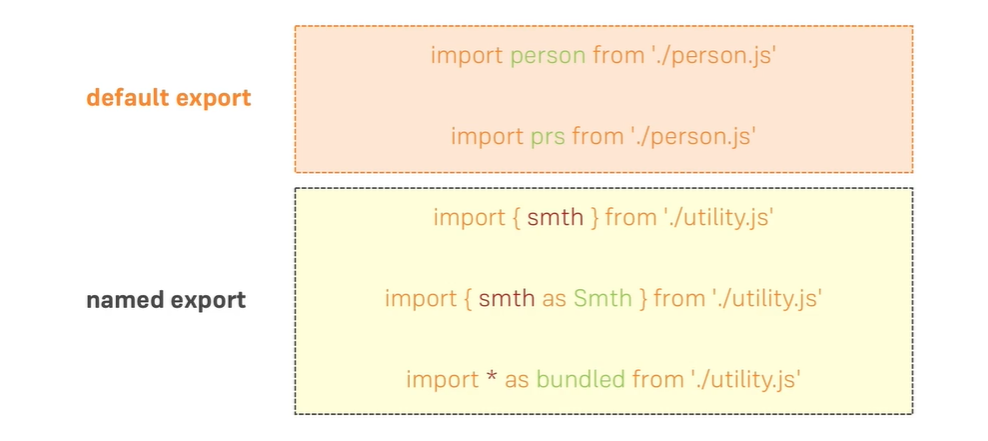 default export
import person from './person.js'
import prs from './person.js'
named export
import { smth } from './utility.js'
import { smth as Smth } from './utility.js'
import * as bundled from './utility.js'